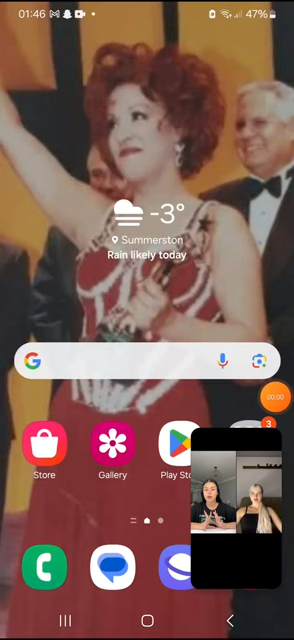 01:46 47%
-3°
Summerston
Rain likely today
G
00:00
3
Store Gallery Play Sto